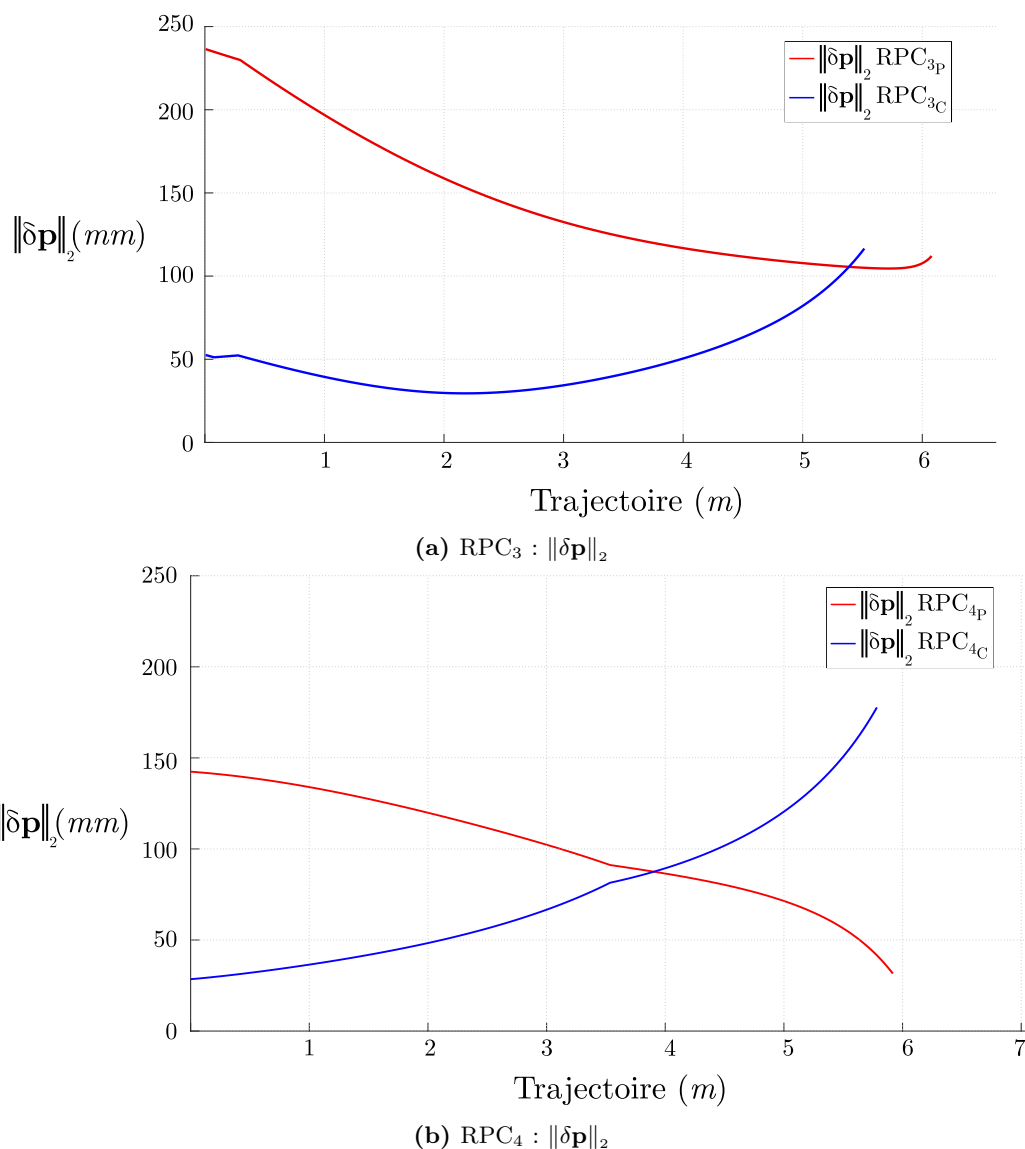 250
‖δp‖₂ RPC₃P
‖δp‖₂ RPC₃C
200
150
‖δp‖₂(mm)
100
50
0
1 2 3 4 5 6
Trajectoire (m)
(a) RPC₃ : ‖δp‖₂
250
‖δp‖₂ RPC₄P
‖δp‖₂ RPC₄C
200
150
‖δp‖₂(mm)
100
50
0
1 2 3 4 5 6 7
Trajectoire (m)
(b) RPC₄ : ‖δp‖₂